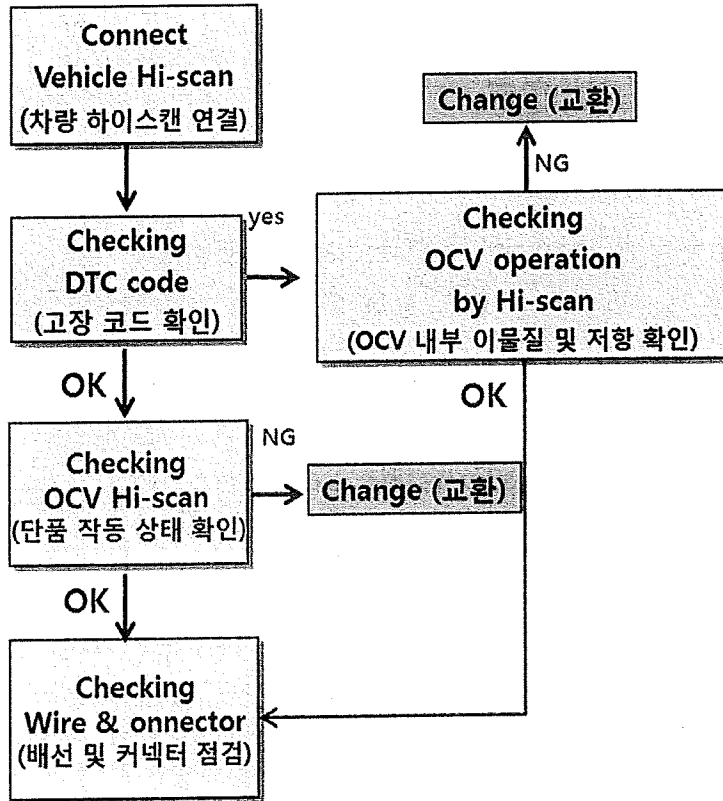 Connect
Vehicle Hi-scan
(차량 하이스캔 연결)
Change (교환)
NG
Checking
DTC code
(고장 코드 확인)
yes
Checking
OCV operation
by Hi-scan
(OCV 내부 이물질 및 저항 확인)
OK
OK
Checking
OCV Hi-scan
(단품 작동 상태 확인)
NG
Change (교환)
OK
Checking
Wire & onnector
(배선 및 커넥터 점검)